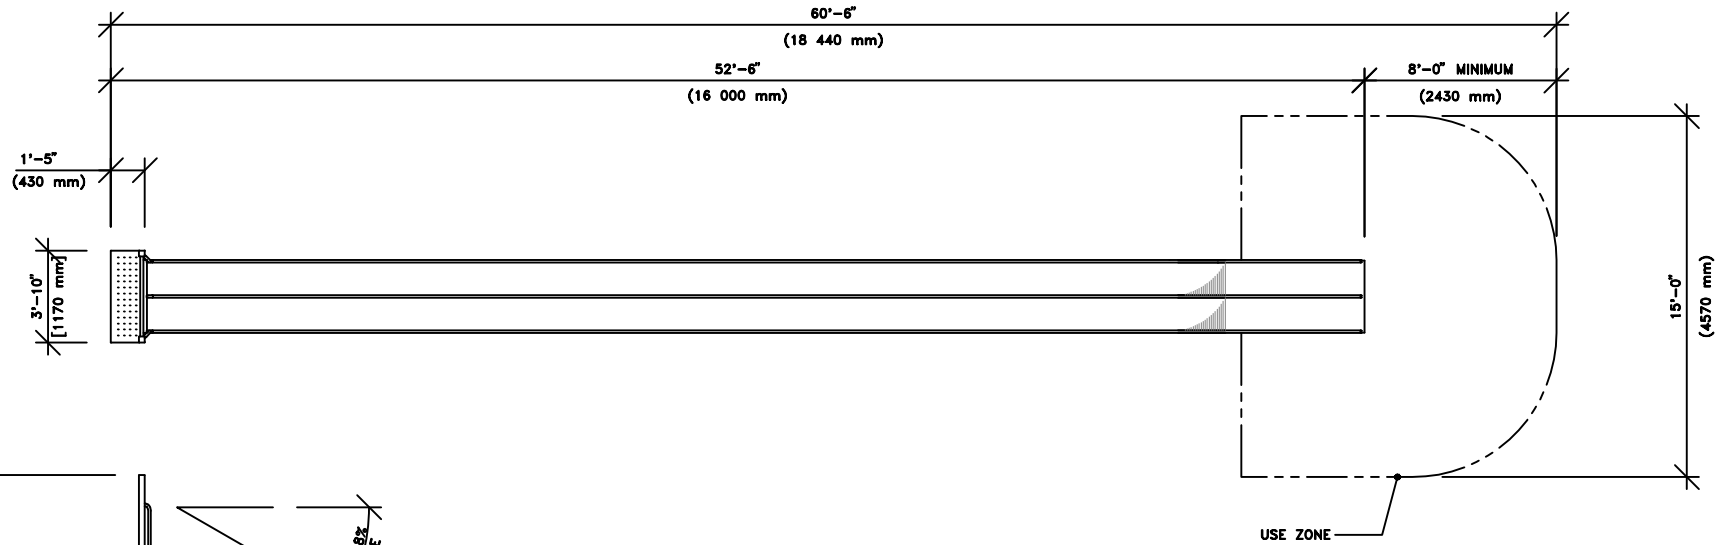 60'-6"
(18 440 mm)
52'-6"
(16 000 mm)
8'-0" MINIMUM
(2430 mm)
1'-5"
(430 mm)
3'-10"
[1170 mm]
15'-0"
(4570 mm)
8%
USE ZONE